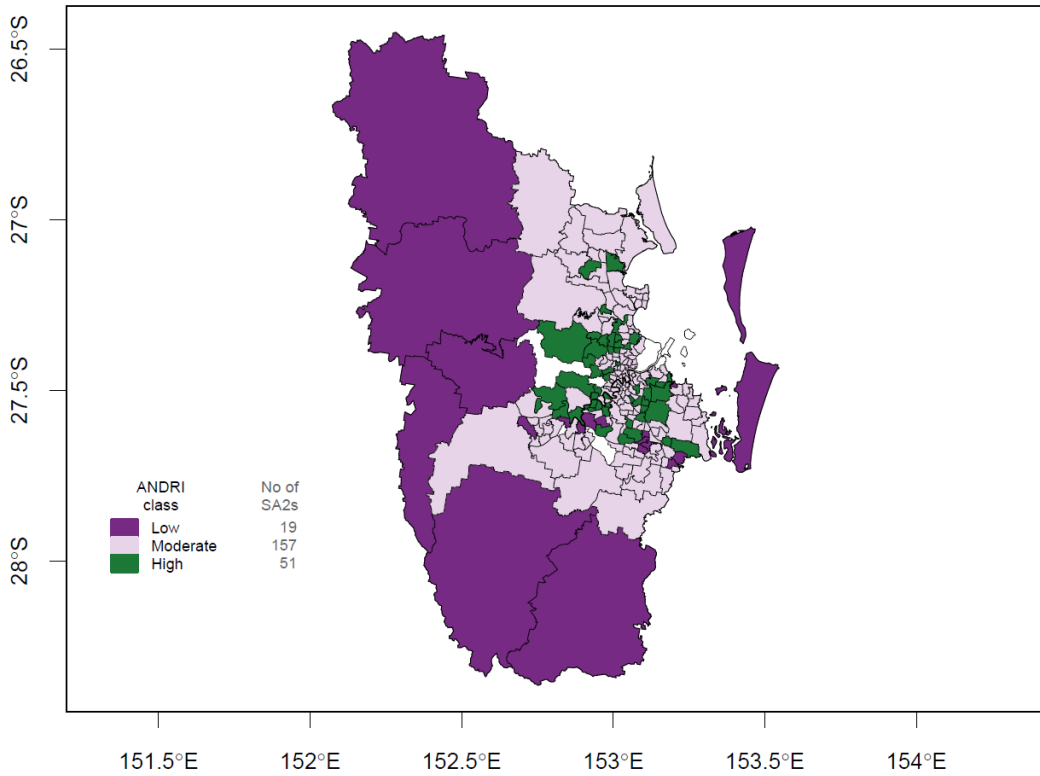 26.5°S
27°S
27.5°S
28°S
ANDRI No of
class SA2s
Low 19
Moderate 157
High 51
151.5°E 152°E 152.5°E 153°E 153.5°E 154°E